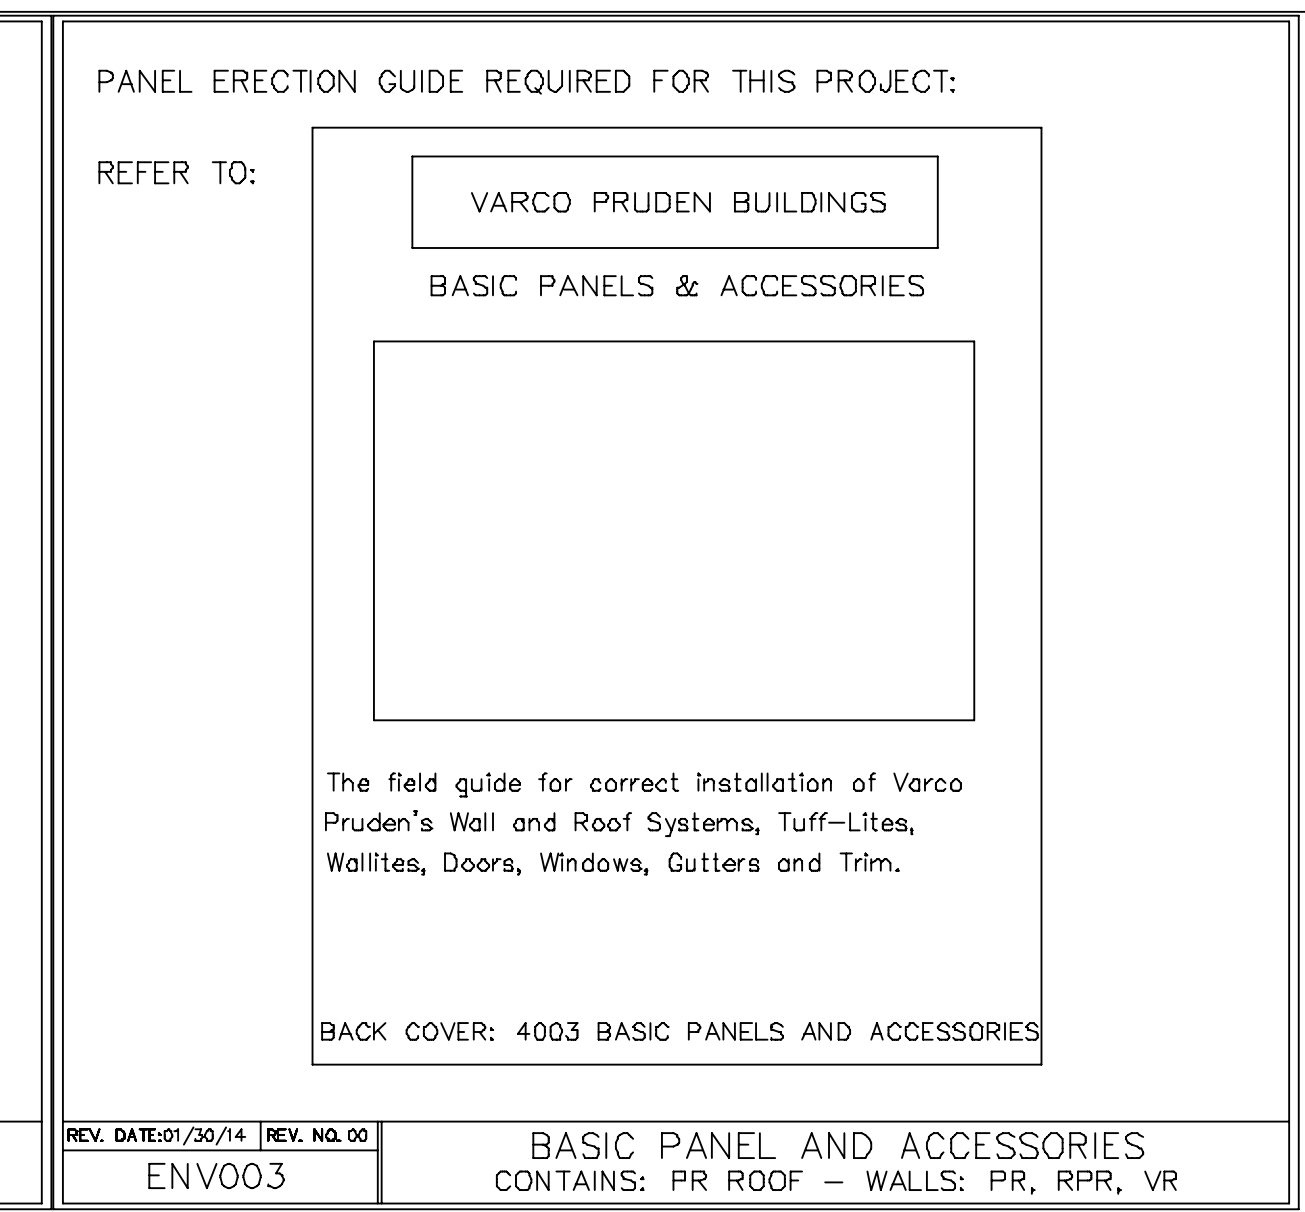 PANEL ERECTION GUIDE REQUIRED FOR THIS PROJECT:
REFER TO:
VARCO PRUDEN BUILDINGS
BASIC PANELS & ACCESSORIES
The field guide for correct installation of Varco
Pruden's Wall and Roof Systems, Tuff-Lites,
Wallites, Doors, Windows, Gutters and Trim.
BACK COVER: 4003 BASIC PANELS AND ACCESSORIES
REV. DATE:01/30/14 REV. NO. 00
ENV003
BASIC PANEL AND ACCESSORIES
CONTAINS: PR ROOF – WALLS: PR, RPR, VR